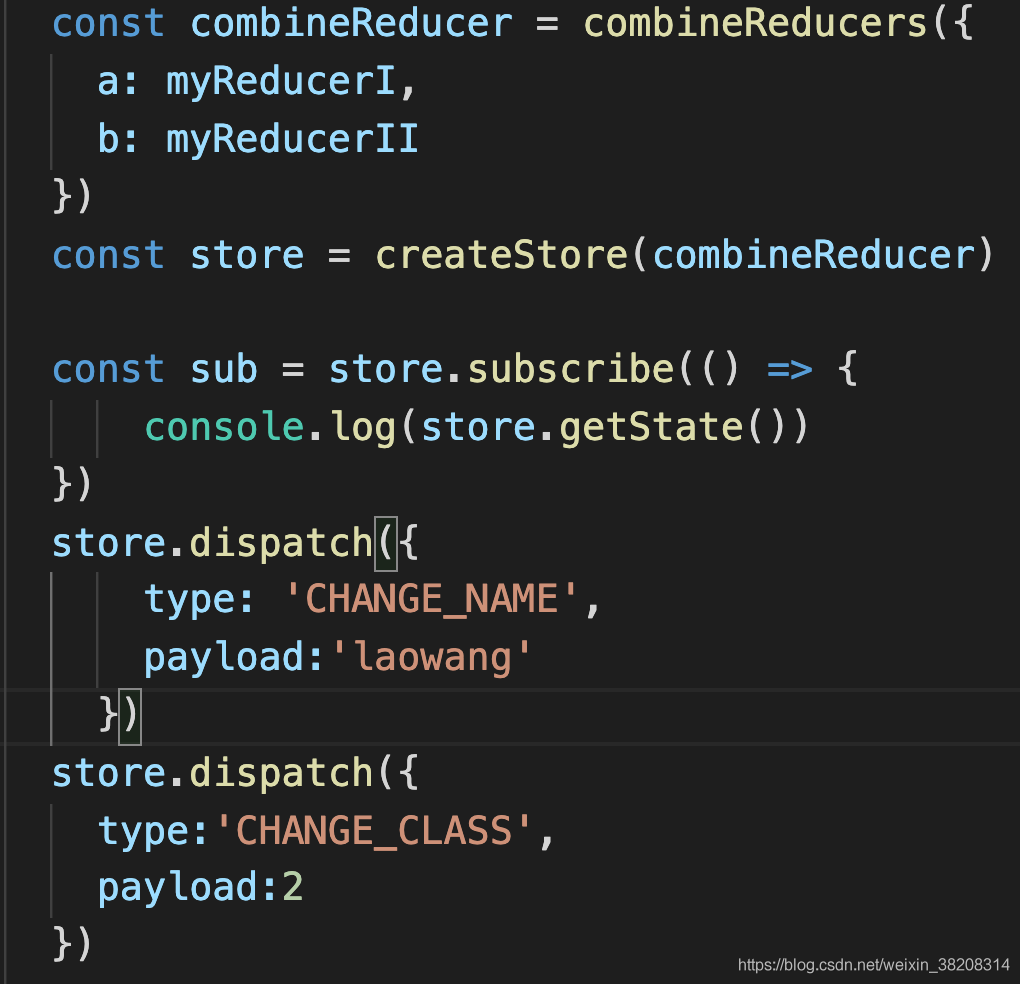 const combineReducer = combineReducers({
  a: myReducerI,
  b: myReducerII
})
const store = createStore(combineReducer)

const sub = store.subscribe(() => {
    console.log(store.getState())
})
store.dispatch({
    type: 'CHANGE_NAME',
    payload:'laowang'
  })
store.dispatch({
  type:'CHANGE_CLASS',
  payload:2
})
https://blog.csdn.net/weixin_38208314